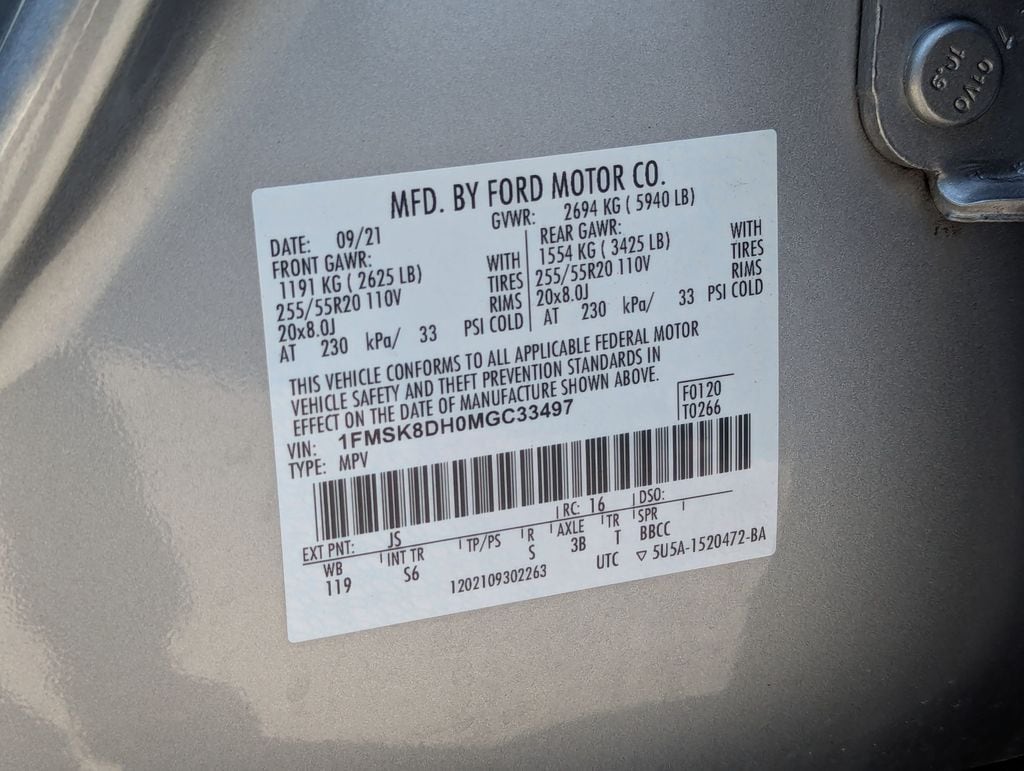 MFD. BY FORD MOTOR CO.
DATE: 09/21 GVWR: 2694 KG ( 5940 LB)
FRONT GAWR: REAR GAWR:
1191 KG ( 2625 LB) WITH 1554 KG ( 3425 LB) WITH
255/55R20 110V TIRES 255/55R20 110V TIRES
20x8.0J RIMS 20x8.0J RIMS
AT 230 kPa/ 33 PSI COLD AT 230 kPa/ 33 PSI COLD
THIS VEHICLE CONFORMS TO ALL APPLICABLE FEDERAL MOTOR
VEHICLE SAFETY AND THEFT PREVENTION STANDARDS IN
EFFECT ON THE DATE OF MANUFACTURE SHOWN ABOVE.
VIN: 1FMSK8DH0MGC33497 F0120
TYPE: MPV T0266
EXT PNT: JS RC: 16 DSO:
WB INT TR TP/PS R AXLE TR SPR
119 S6 S 3B T BBCC
1202109302263 UTC ▽ 5U5A-1520472-BA
10.9
01V0